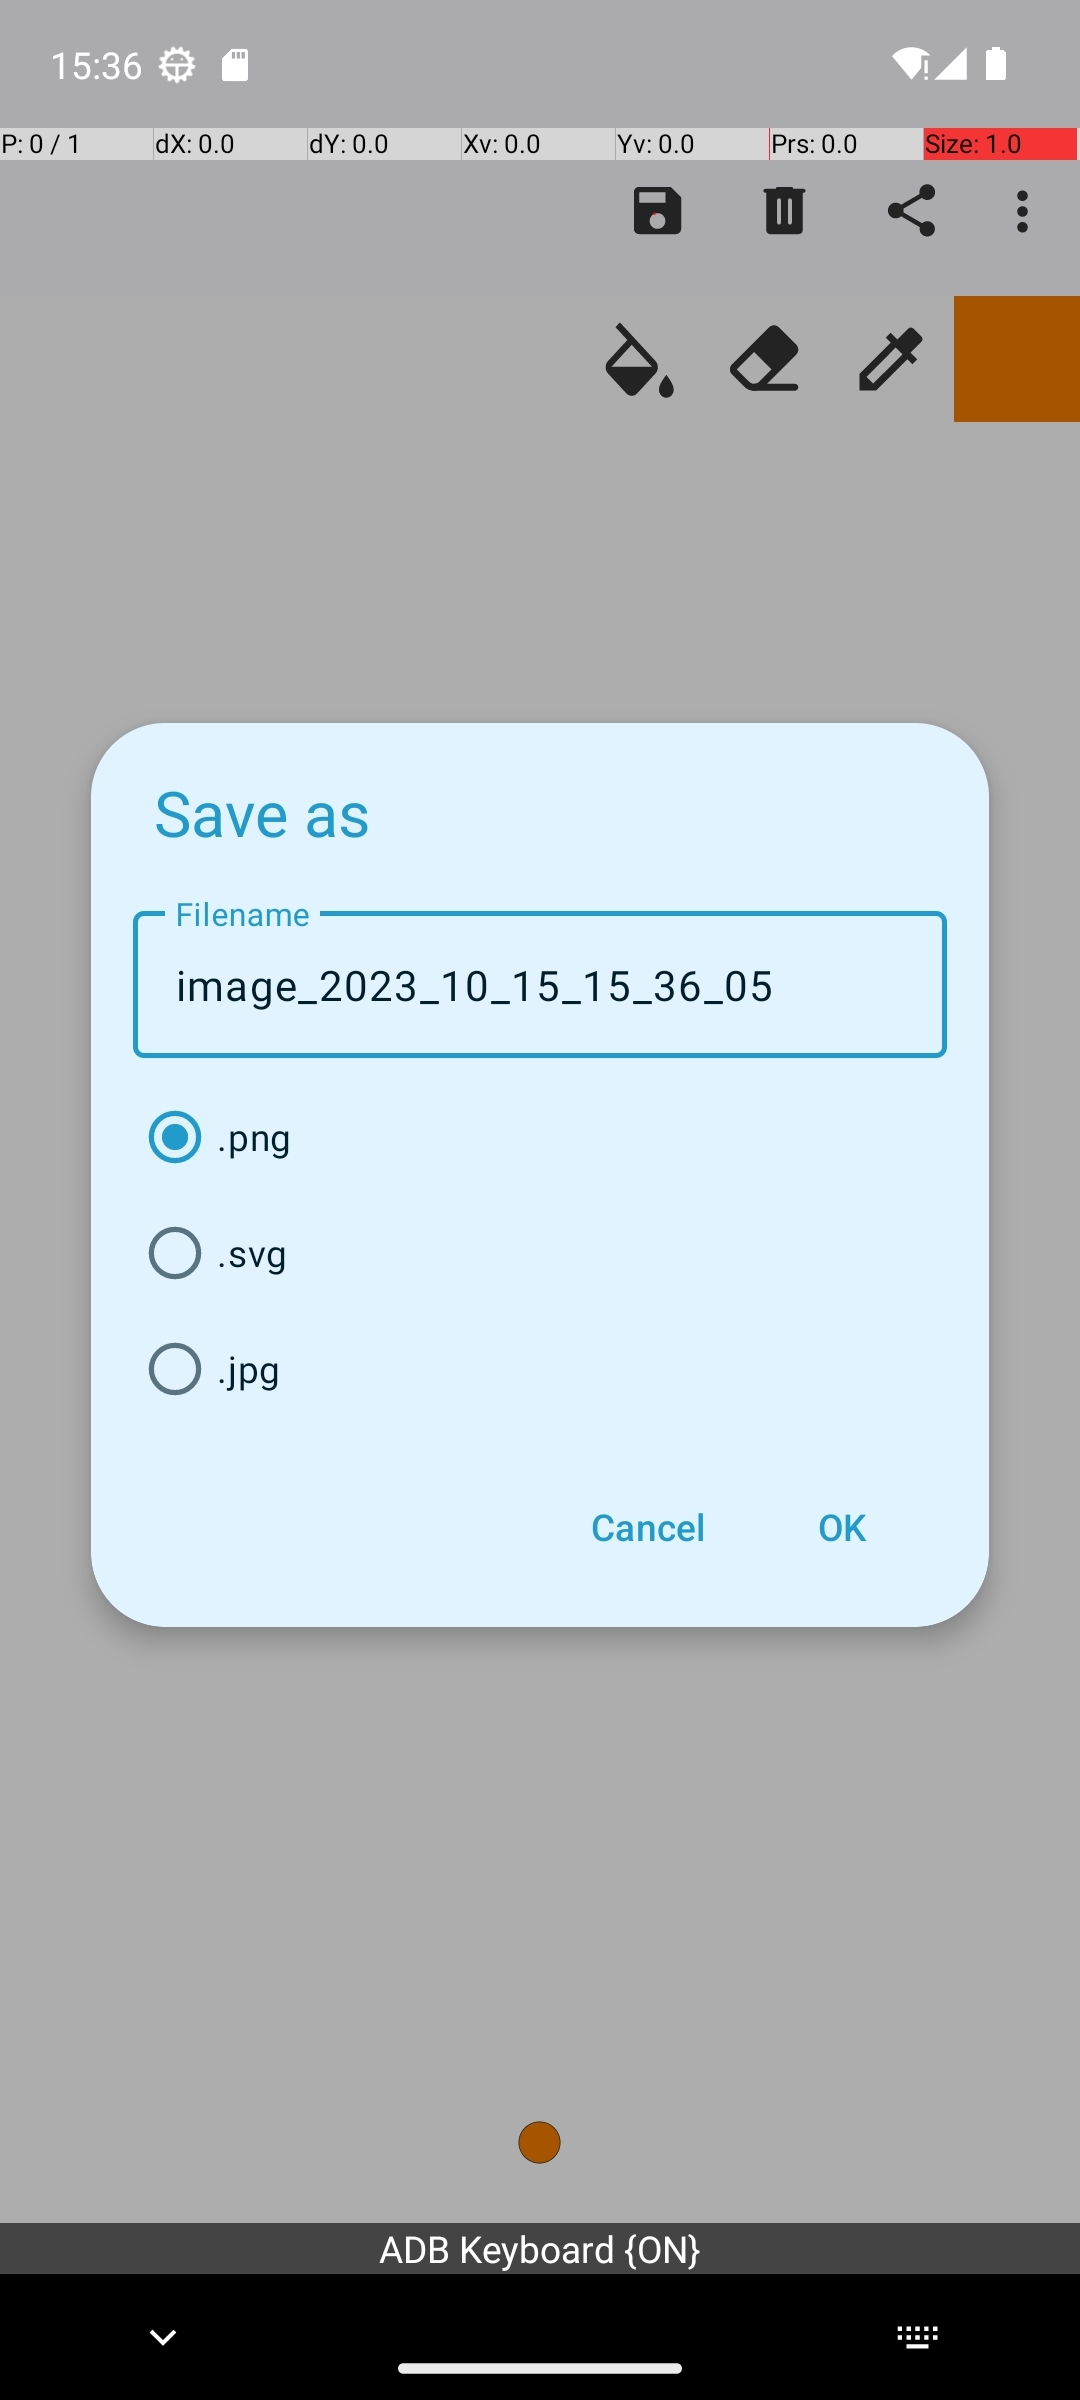 15:36
P: 0 / 1 dX: 0.0 dY: 0.0 Xv: 0.0 Yv: 0.0 Prs: 0.0 Size: 1.0
Save as
Filename
image_2023_10_15_15_36_05
.png
.svg
.jpg
Cancel OK
ADB Keyboard {ON}